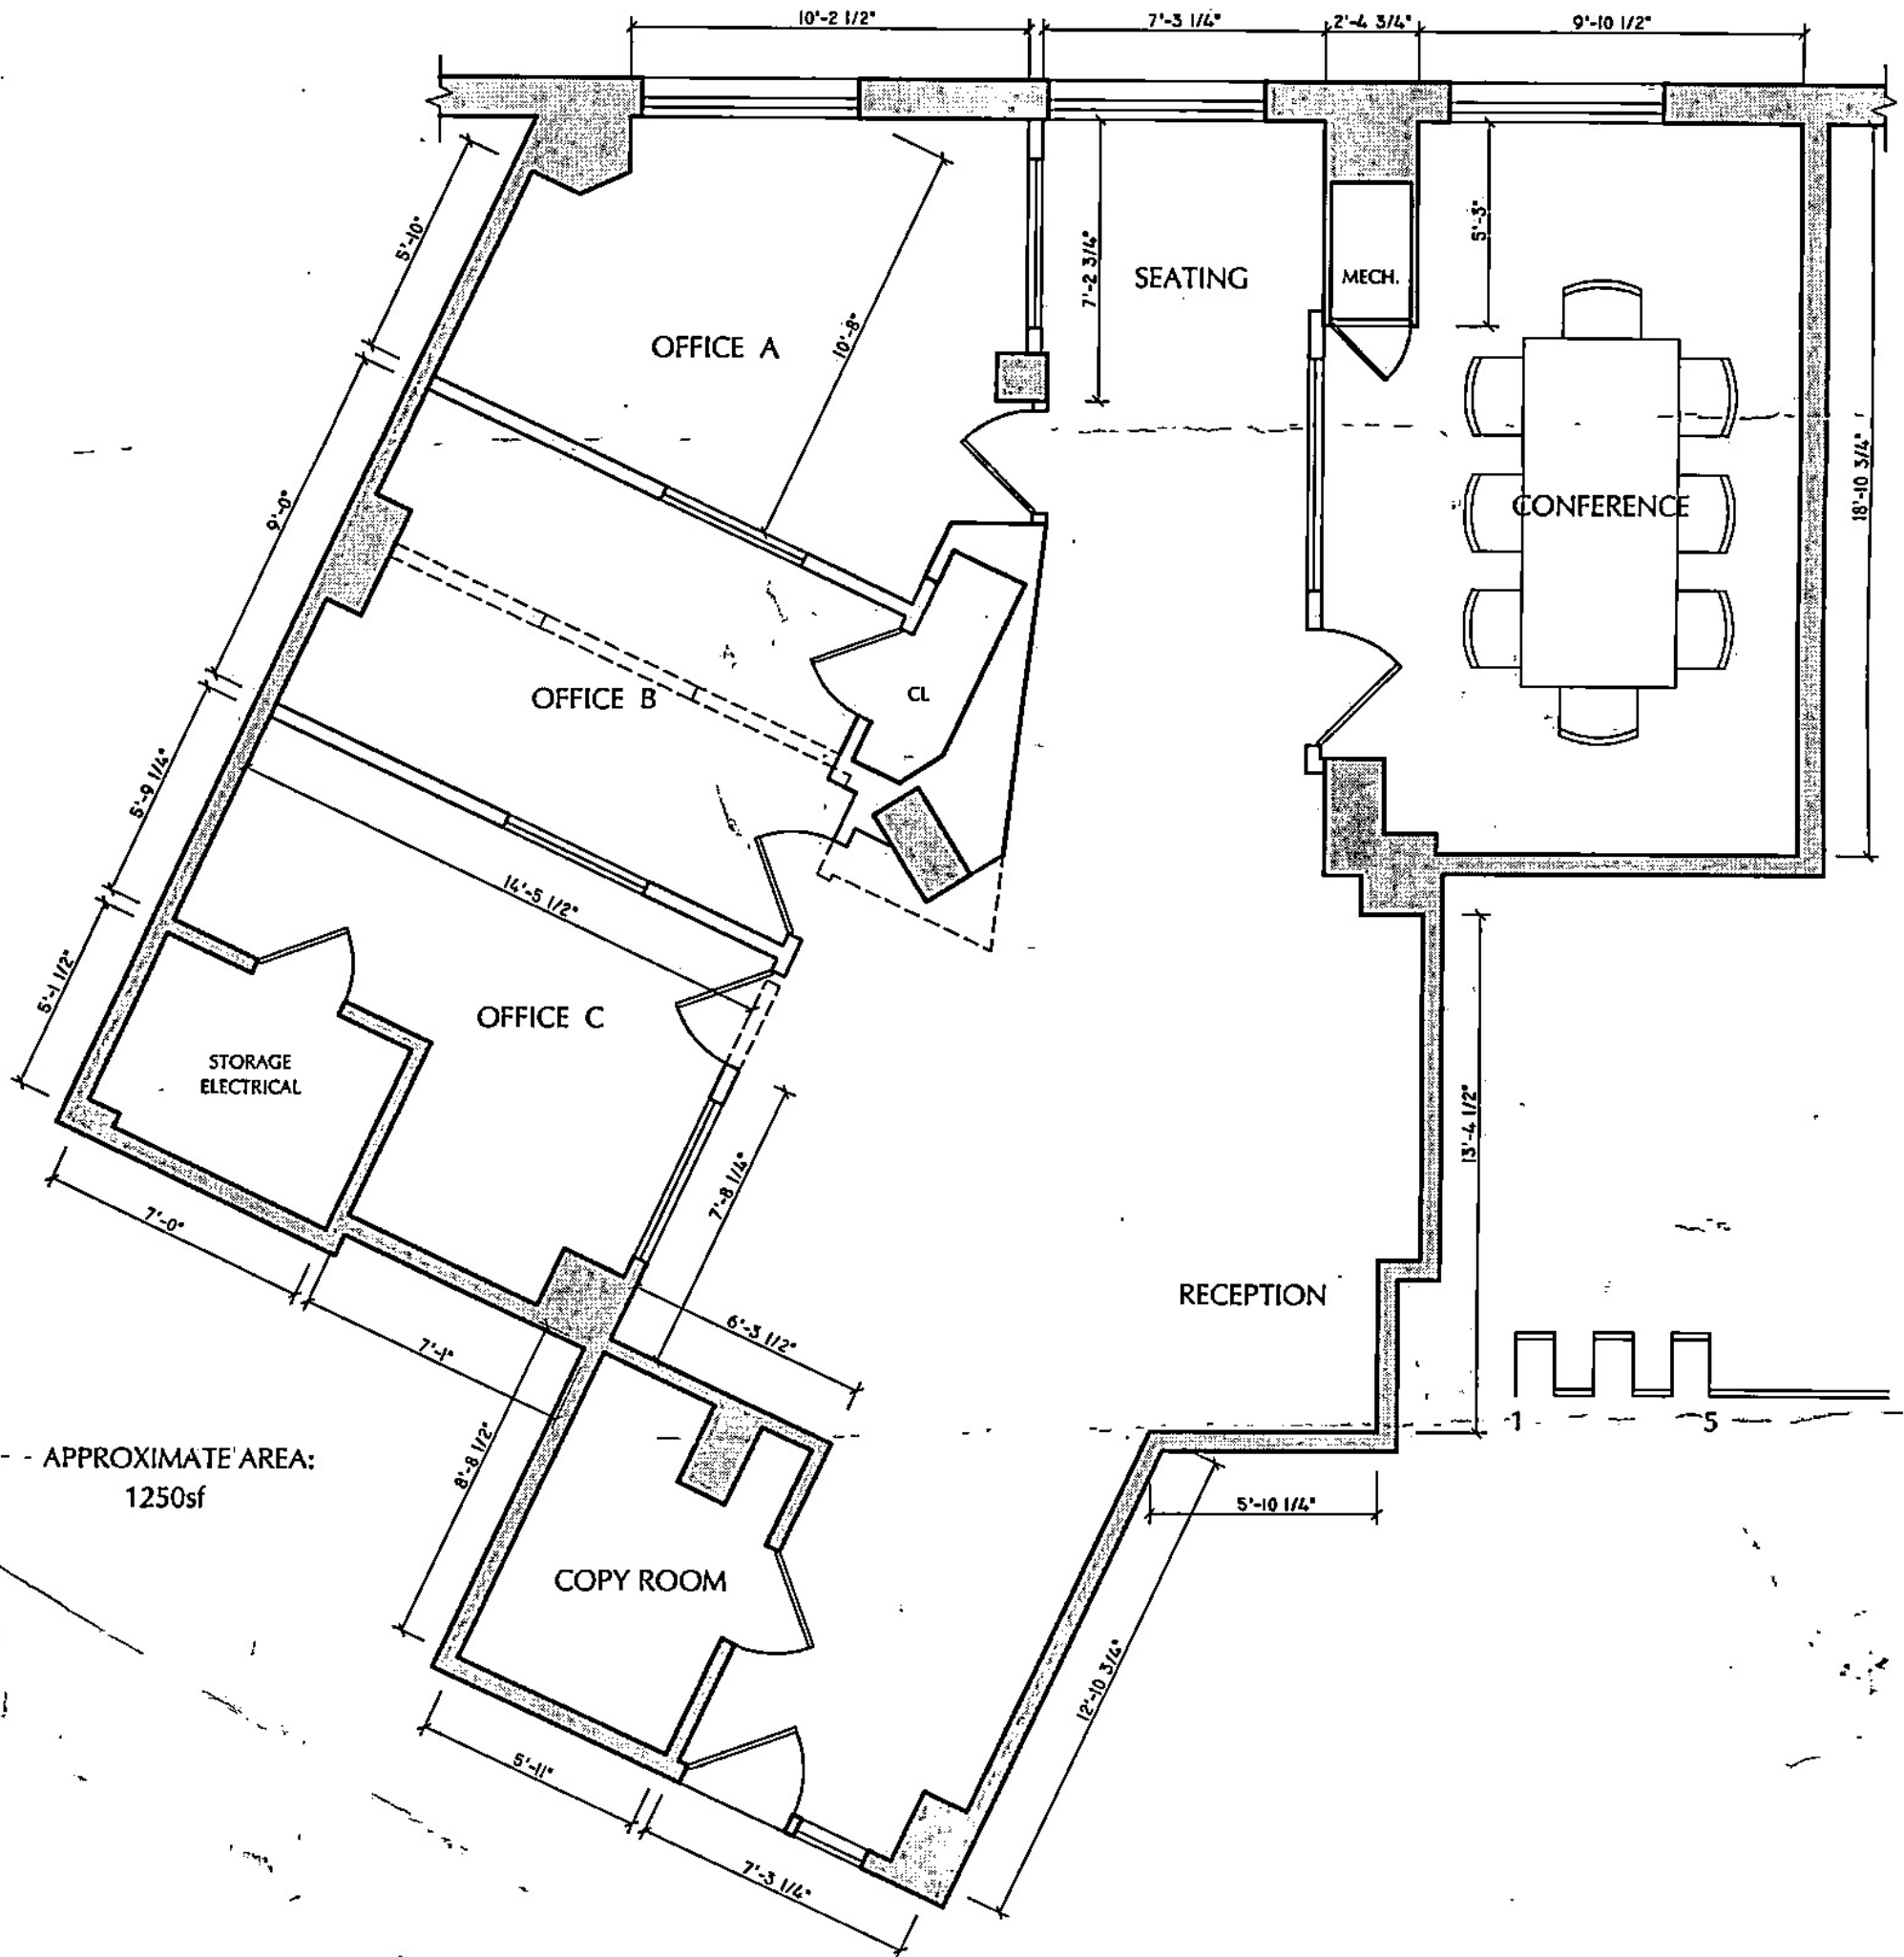 10'-2 1/2"
7'-3 1/4"
2'-4 3/4"
9'-10 1/2"
5'-10"
7'-2 3/4"
SEATING
5'-3"
MECH.
OFFICE A
10'-8"
9'-0"
CONFERENCE
18'-10 3/4"
OFFICE B
CL
5'-9 1/4"
14'-5 1/2"
5'-1 1/2"
OFFICE C
STORAGE
ELECTRICAL
13'-4 1/2"
7'-8 1/4"
7'-0"
RECEPTION
6'-3 1/2"
7'-1"
1
5
8'-8 1/2"
APPROXIMATE AREA:
1250sf
5'-10 1/4"
COPY ROOM
12'-10 3/4"
5'-11"
7'-3 1/4"